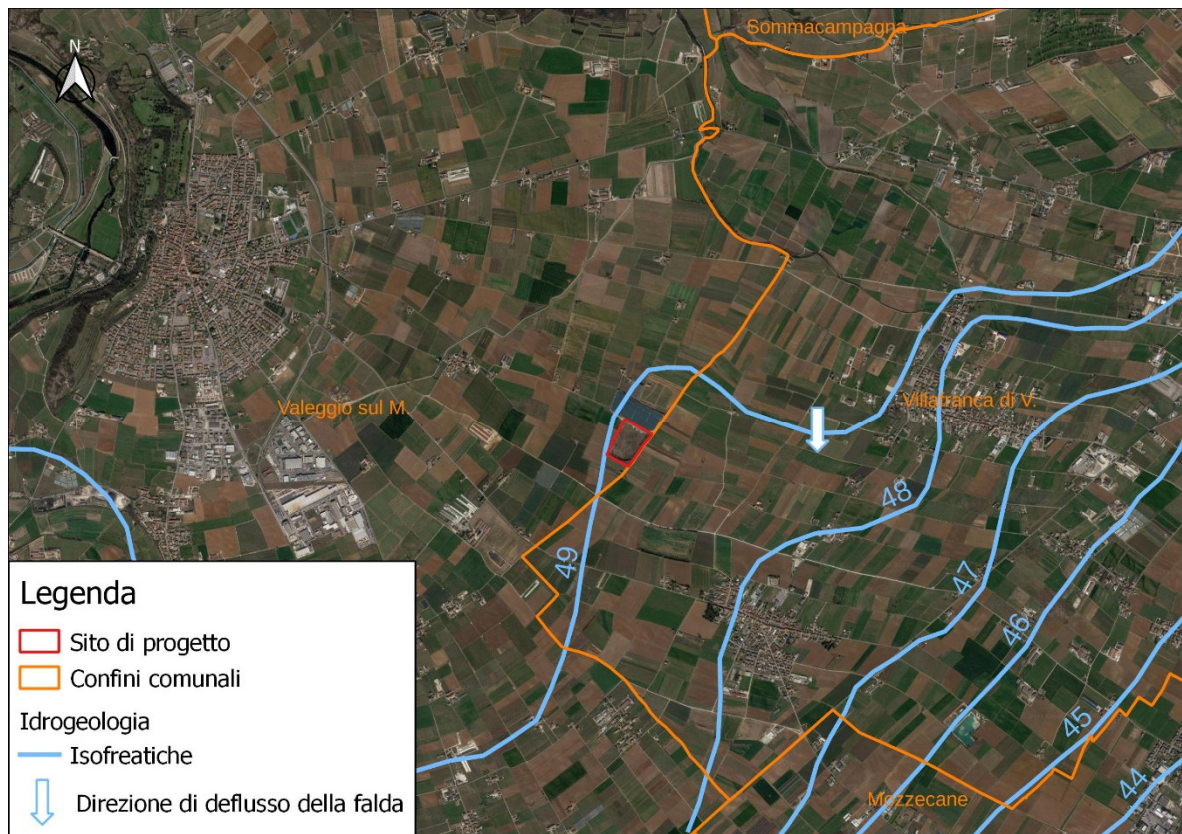 N
Sommacampagna
Valeggio sul M.
Villafranca di V.
48
49
47
46
45
44
Mozzecane
Legenda
Sito di progetto
Confini comunali
Idrogeologia
Isofreatiche
Direzione di deflusso della falda